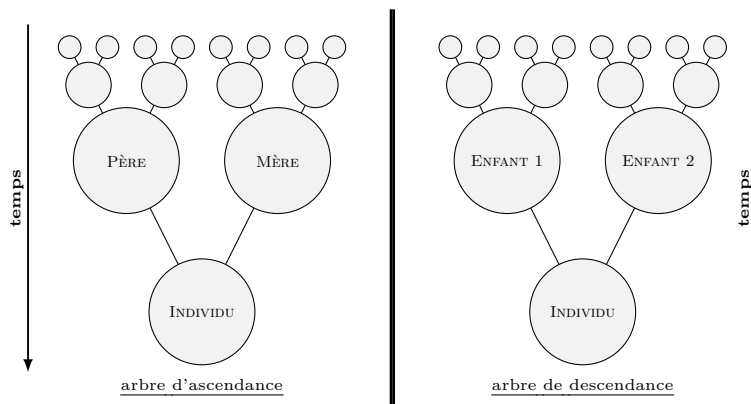 temps
PÈRE
MÈRE
INDIVIDU
arbre d'ascendance
ENFANT 1
ENFANT 2
INDIVIDU
arbre de descendance
temps